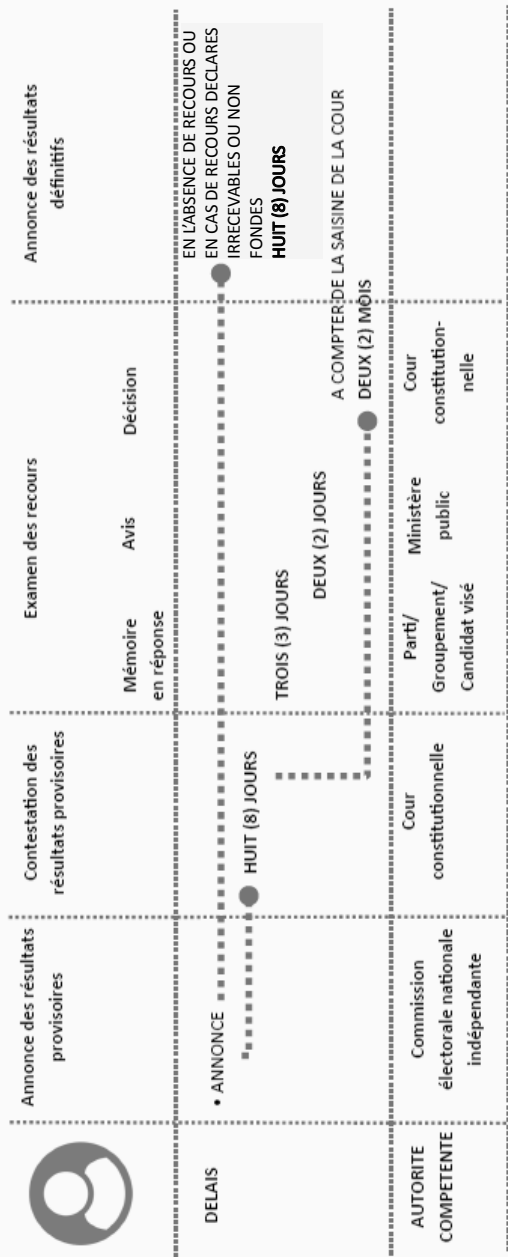 Annonce des résultats
provisoires
Contestation des
résultats provisoires
Examen des recours
Mémoire
en réponse
Avis
Décision
Annonce des résultats
définitifs
DELAIS
• ANNONCE
HUIT (8) JOURS
TROIS (3) JOURS
DEUX (2) JOURS
A COMPTER DE LA SAISINE DE LA COUR
DEUX (2) MOIS
EN L'ABSENCE DE RECOURS OU
EN CAS DE RECOURS DECLARES
IRRECEVABLES OU NON
FONDES
HUIT (8) JOURS
AUTORITE
COMPETENTE
Commission
électorale nationale
indépendante
Cour
constitutionnelle
Parti/
Groupement/
Candidat visé
Ministère
public
Cour
constitution-
nelle